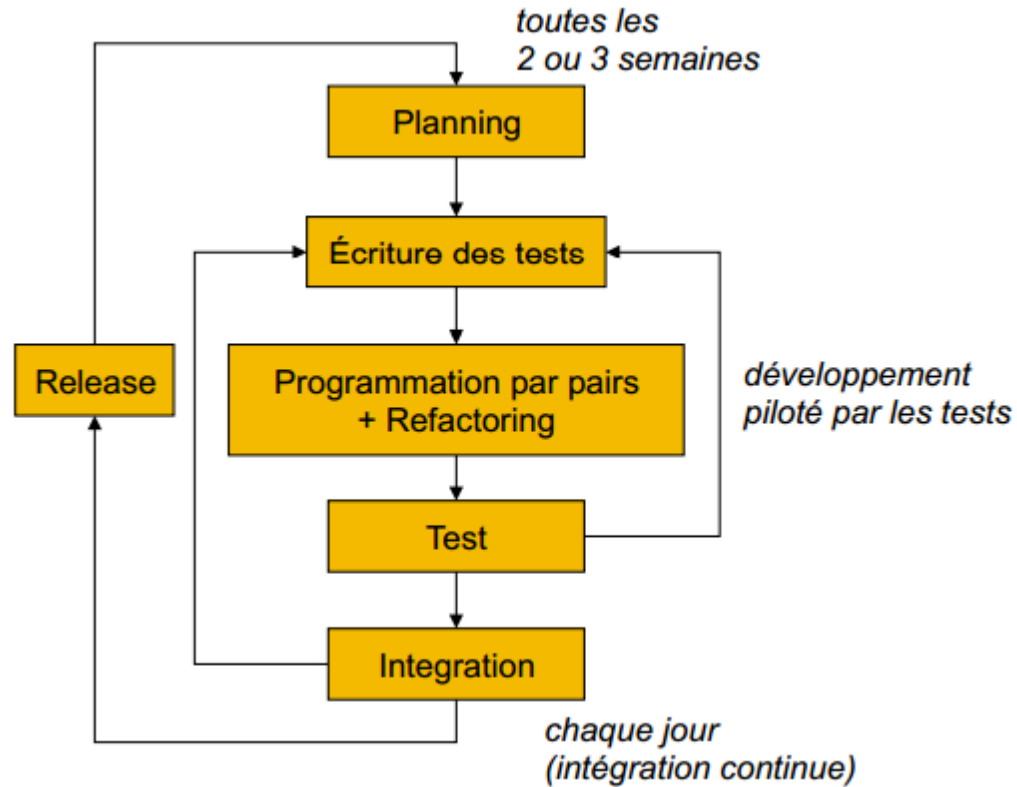 toutes les
2 ou 3 semaines
Planning
Écriture des tests
Release
Programmation par pairs
+ Refactoring
développement
piloté par les tests
Test
Integration
chaque jour
(intégration continue)